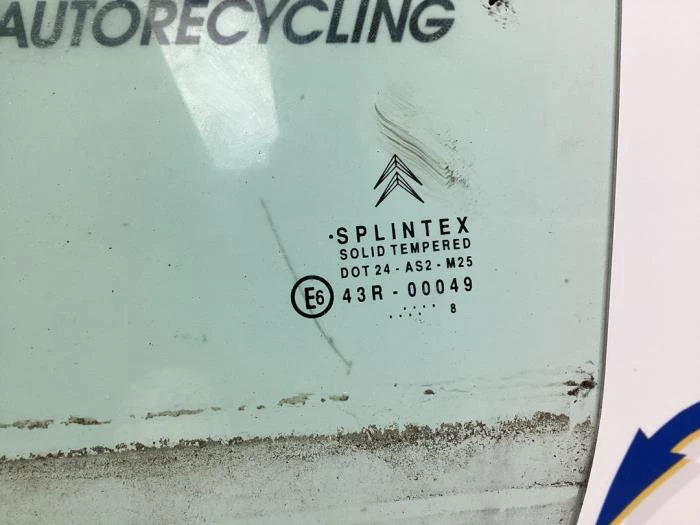 AUTORECYCLING
·SPLINTEX
SOLID TEMPERED
DOT 24 - AS2 - M25
E6 43R - 00049
8